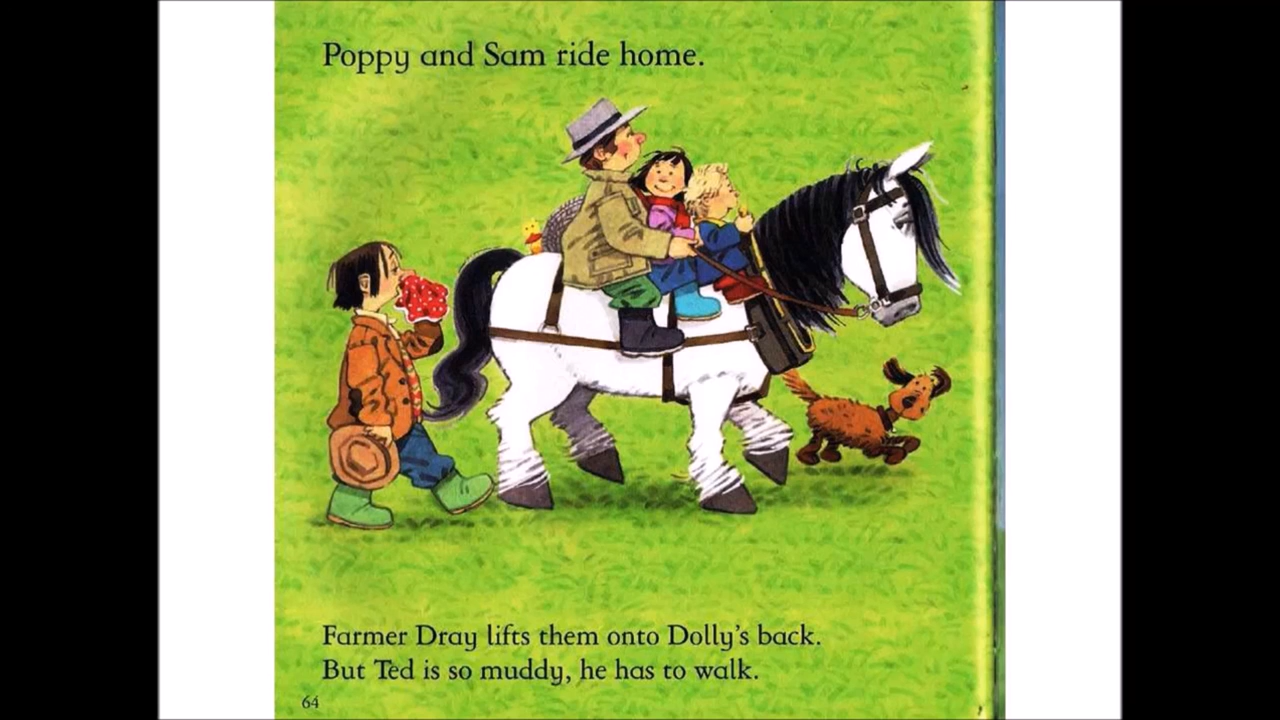 Poppy and Sam ride home.
Farmer Dray lifts them onto Dolly's back.
But Ted is so muddy, he has to walk.
64